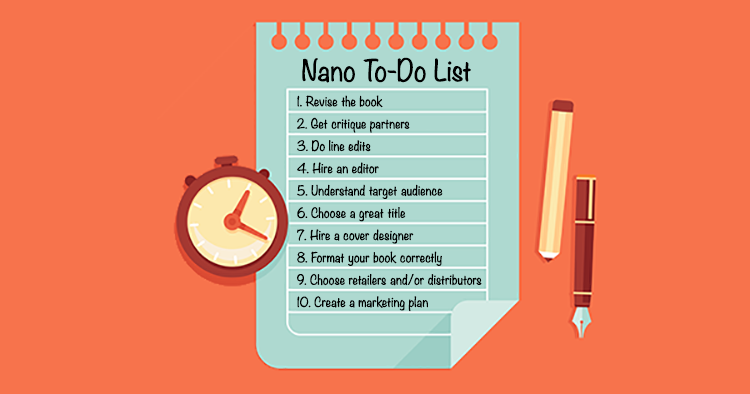 Nano To-Do List
1. Revise the book
2. Get critique partners
3. Do line edits
4. Hire an editor
5. Understand target audience
6. Choose a great title
7. Hire a cover designer
8. Format your book correctly
9. Choose retailers and/or distributors
10. Create a marketing plan